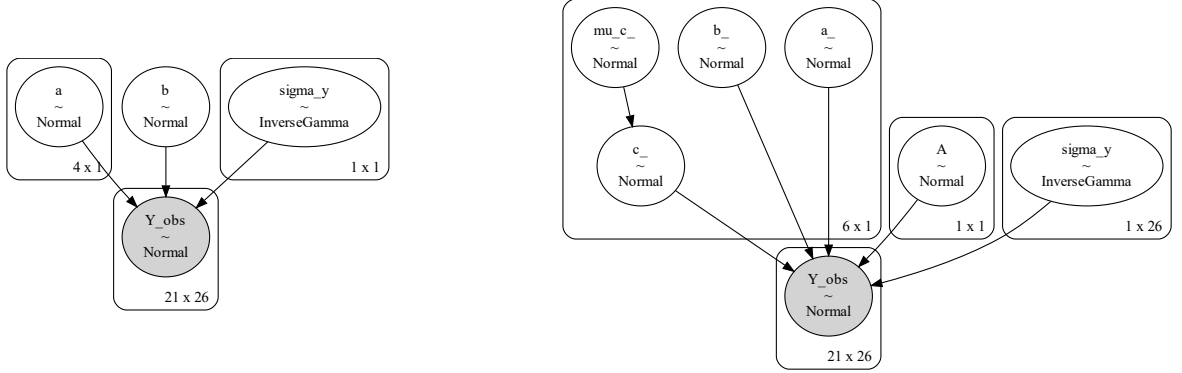 a
~
Normal
4 x 1
b
~
Normal
sigma_y
~
InverseGamma
1 x 1
Y_obs
~
Normal
21 x 26
mu_c_
~
Normal
b_
~
Normal
a_
~
Normal
c_
~
Normal
6 x 1
A
~
Normal
1 x 1
sigma_y
~
InverseGamma
1 x 26
Y_obs
~
Normal
21 x 26